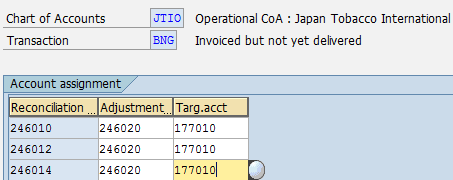 Chart of Accounts JTIO Operational CoA : Japan Tobacco International
Transaction BNG Invoiced but not yet delivered
Account assignment
Reconciliation ... Adjustment... Targ.acct
246010 246020 177010
246012 246020 177010
246014 246020 177010